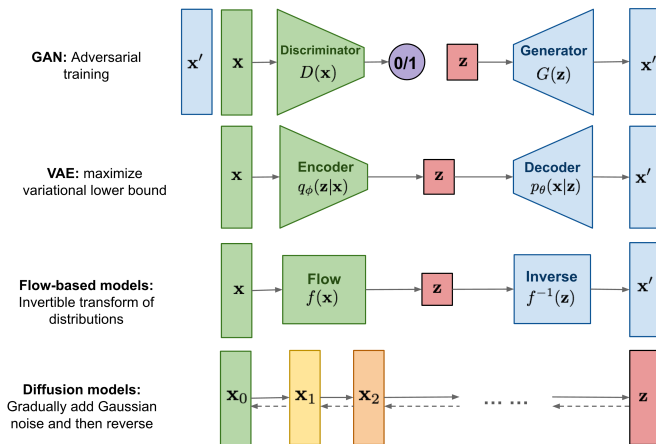 GAN: Adversarial
training
x′
x
Discriminator
D(x)
0/1
z
Generator
G(z)
x′
VAE: maximize
variational lower bound
x
Encoder
qϕ(z|x)
z
Decoder
pθ(x|z)
x′
Flow-based models:
Invertible transform of
distributions
x
Flow
f(x)
z
Inverse
f⁻¹(z)
x′
Diffusion models:
Gradually add Gaussian
noise and then reverse
x₀
x₁
x₂
... ...
z